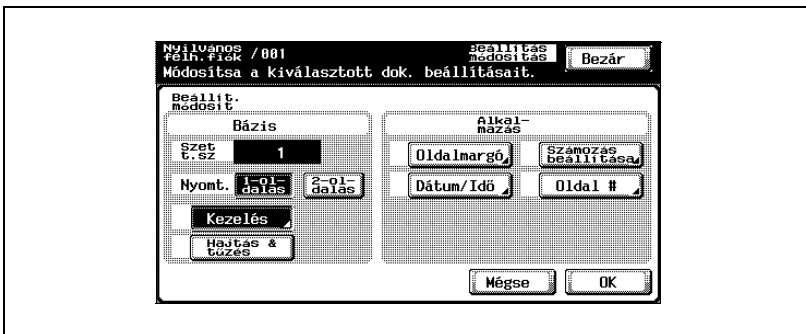 Nyilvános
félh.fiók /001
Beállítás
módosítás
Bezár
Módosítsa a kiválasztott dok. beállításait.
Beállít.
módosít
Bázis
Alkal-
mazás
Szet
t.sz
1
Oldalmargó
Számozás
beállítása
Nyomt.
1-ol-
dalas
2-ol-
dalas
Dátum/Idő
Oldal #
Kezelés
Hajtás &
tűzés
Mégse
OK